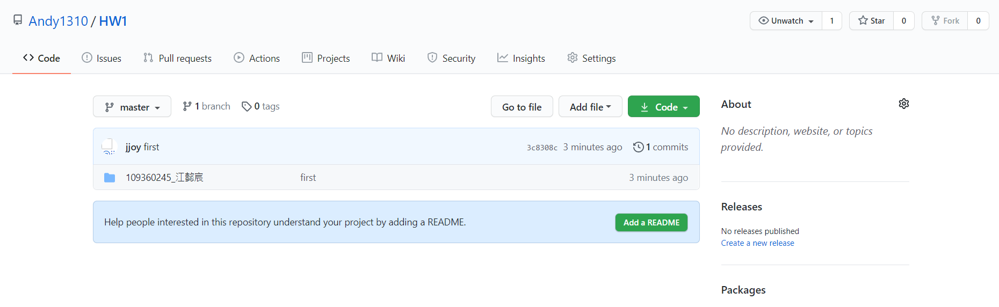 Andy1310 / HW1
Unwatch 1 Star 0 Fork 0
Code Issues Pull requests Actions Projects Wiki Security Insights Settings
master 1 branch 0 tags Go to file Add file Code
jjoy first 3c8308c 3 minutes ago 1 commits
109360245_江懿宸 first 3 minutes ago
Help people interested in this repository understand your project by adding a README. Add a README
About
No description, website, or topics
provided.
Releases
No releases published
Create a new release
Packages